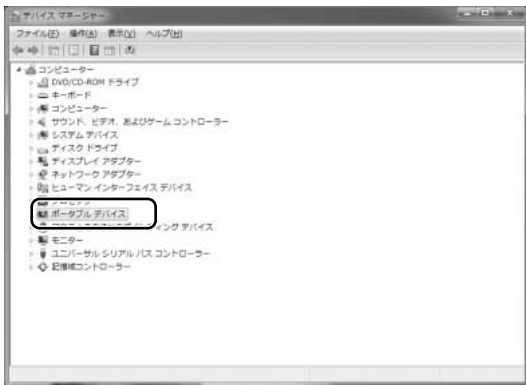 デバイス マネージャー
ファイル(F) 操作(A) 表示(V) ヘルプ(H)
コンピューター
DVD/CD-ROM ドライブ
キーボード
コンピューター
サウンド、ビデオ、およびゲーム コントローラー
システム デバイス
ディスク ドライブ
ディスプレイ アダプター
ネットワーク アダプター
ヒューマン インターフェイス デバイス
ポータブル デバイス
デバイス
モニター
ユニバーサル シリアル バス コントローラー
記憶域コントローラー